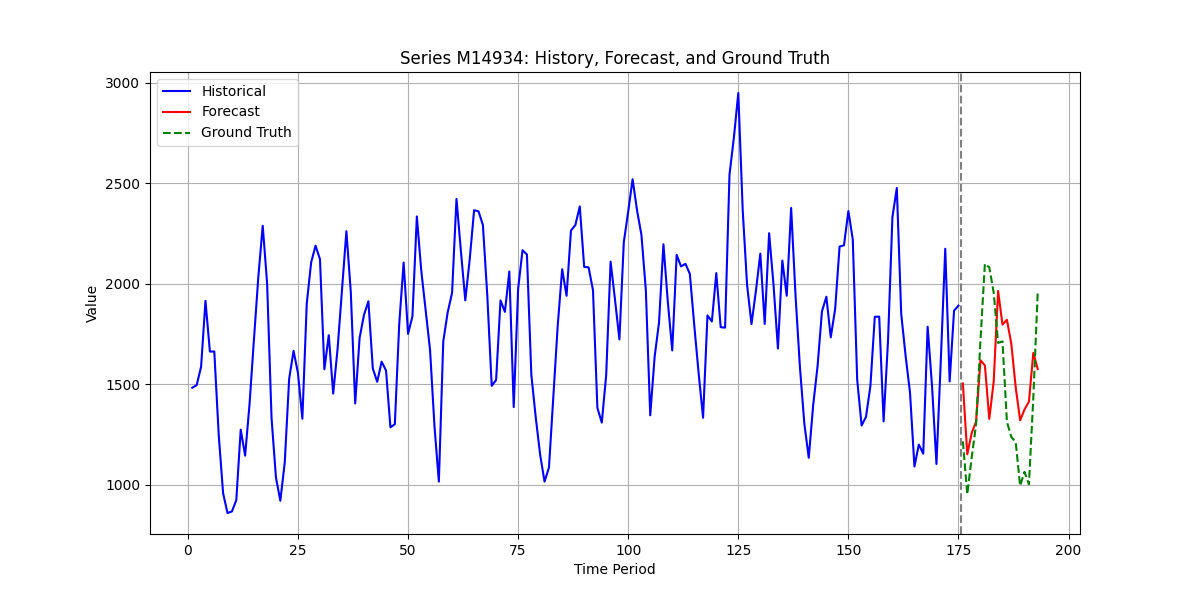 Series M14934: History, Forecast, and Ground Truth
Historical
Forecast
Ground Truth
Value
3000
2500
2000
1500
1000
0 25 50 75 100 125 150 175 200
Time Period